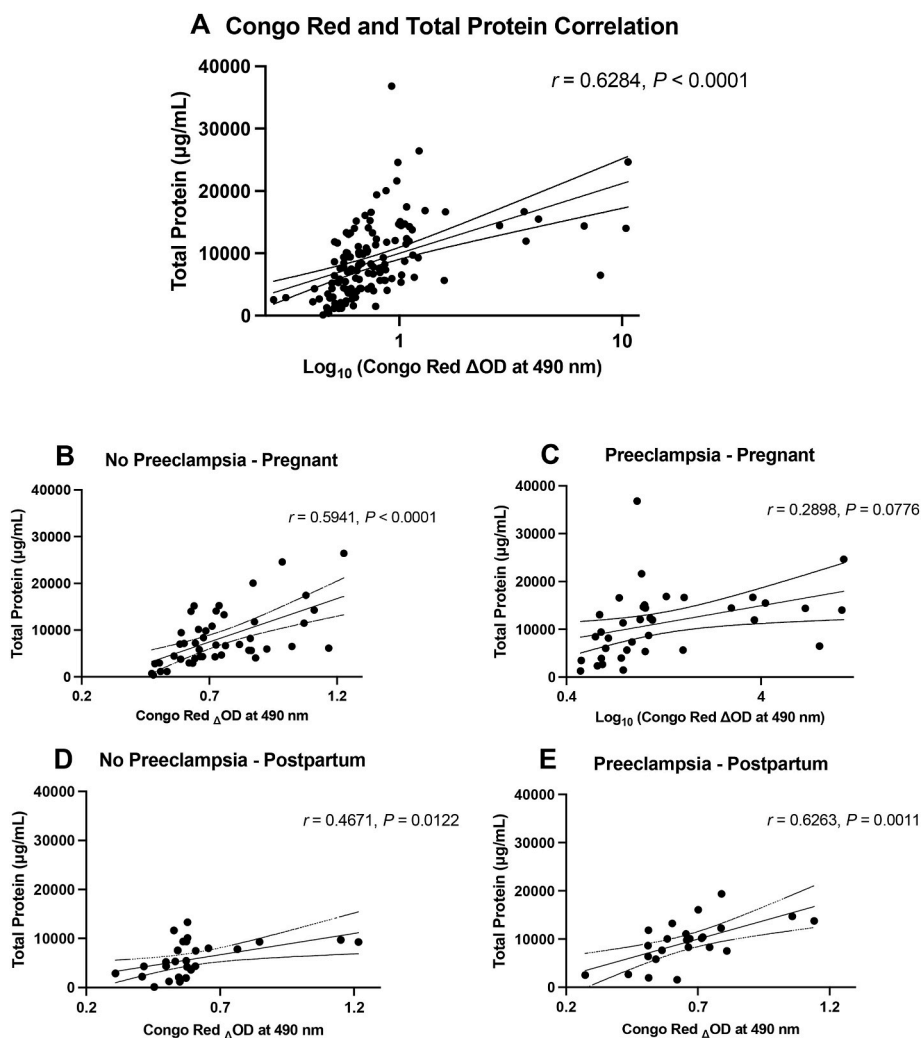 A Congo Red and Total Protein Correlation
r = 0.6284, P < 0.0001
Total Protein (µg/mL)
40000
30000
20000
10000
0
1
10
Log₁₀ (Congo Red ΔOD at 490 nm)
B No Preeclampsia - Pregnant
r = 0.5941, P < 0.0001
Total Protein (µg/mL)
40000
30000
20000
10000
0
0.2
0.7
1.2
Congo Red ΔOD at 490 nm
C Preeclampsia - Pregnant
r = 0.2898, P = 0.0776
Total Protein (µg/mL)
40000
30000
20000
10000
0
0.4
4
Log₁₀ (Congo Red ΔOD at 490 nm)
D No Preeclampsia - Postpartum
r = 0.4671, P = 0.0122
Total Protein (µg/mL)
40000
30000
20000
10000
0
0.2
0.7
1.2
Congo Red ΔOD at 490 nm
E Preeclampsia - Postpartum
r = 0.6263, P = 0.0011
Total Protein (µg/mL)
40000
30000
20000
10000
0
0.2
0.7
1.2
Congo Red ΔOD at 490 nm